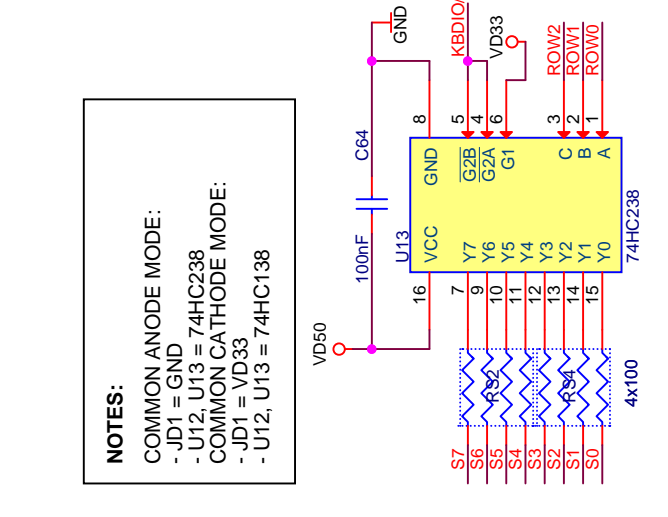 NOTES:
COMMON ANODE MODE:
- JD1 = GND
- U12, U13 = 74HC238
COMMON CATHODE MODE:
- JD1 = VD33
- U12, U13 = 74HC138
VD50
100nF
C64
GND
KBDIO/
VD33
ROW2
ROW1
ROW0
16
8
5
4
6
3
2
1
U13
VCC
GND
Y7
G2B
Y6
G2A
Y5
G1
Y4
Y3
Y2
C
Y1
B
Y0
A
74HC238
7
9
10
11
12
13
14
15
RS2
RS4
4x100
S7
S6
S5
S4
S3
S2
S1
S0